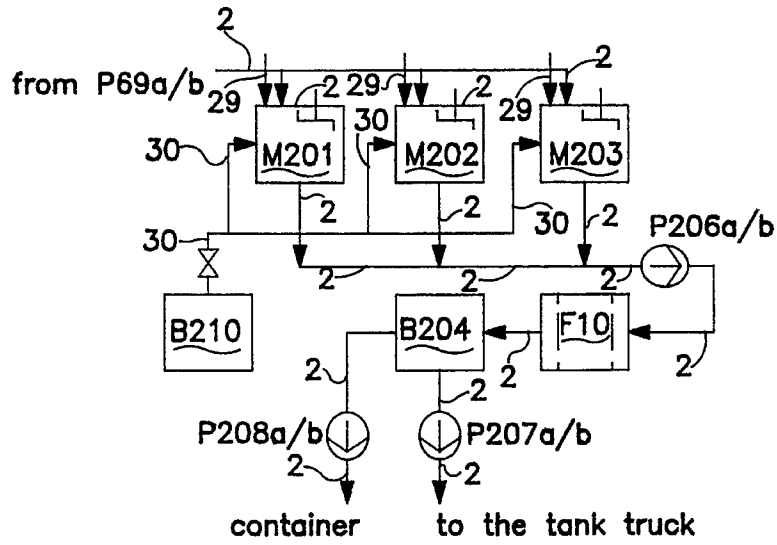 2
from P69a/b
29 2 29 2 29 2
30 M201 30 M202 M203
2 2 2
30 30 P206a/b
2 2 2
B210 B204 F10
2 2 2 2
P208a/b P207a/b
2 2
container to the tank truck